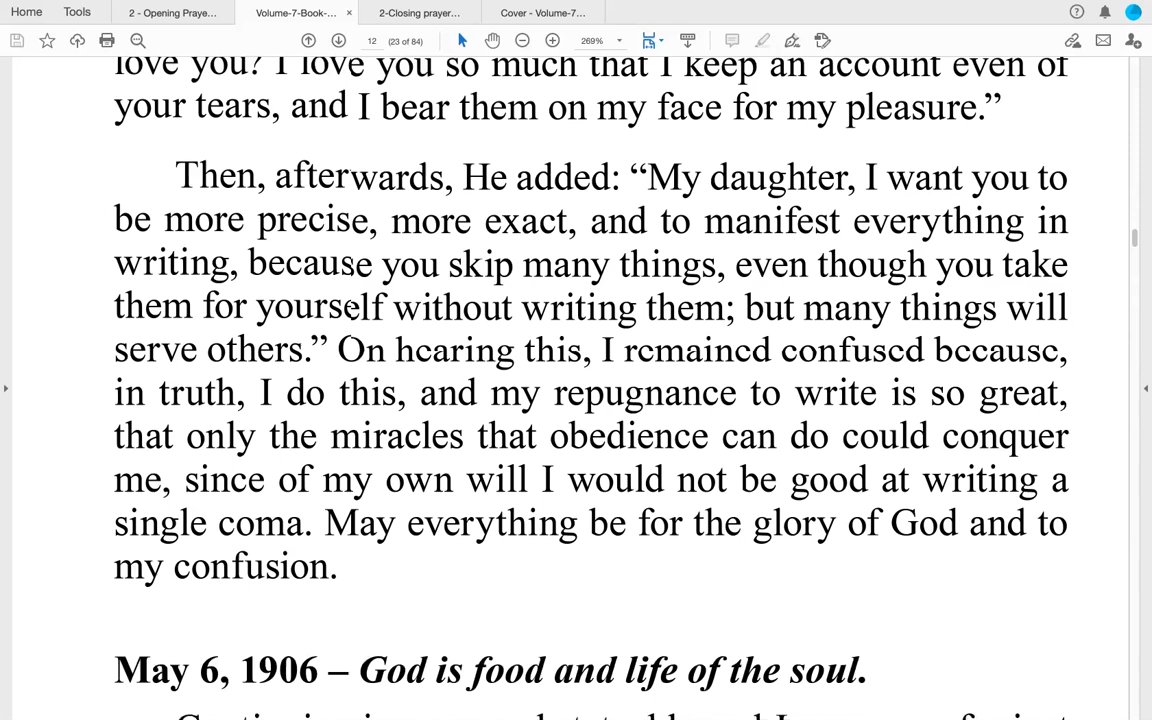 Home Tools 2 - Opening Praye... Volume-7-Book-... × 2-Closing prayer... Cover - Volume-7...
12 (23 of 84) 269%
love you? I love you so much that I keep an account even of
your tears, and I bear them on my face for my pleasure.”
Then, afterwards, He added: “My daughter, I want you to
be more precise, more exact, and to manifest everything in
writing, because you skip many things, even though you take
them for yourself without writing them; but many things will
serve others.” On hearing this, I remained confused because,
in truth, I do this, and my repugnance to write is so great,
that only the miracles that obedience can do could conquer
me, since of my own will I would not be good at writing a
single coma. May everything be for the glory of God and to
my confusion.
May 6, 1906 – God is food and life of the soul.